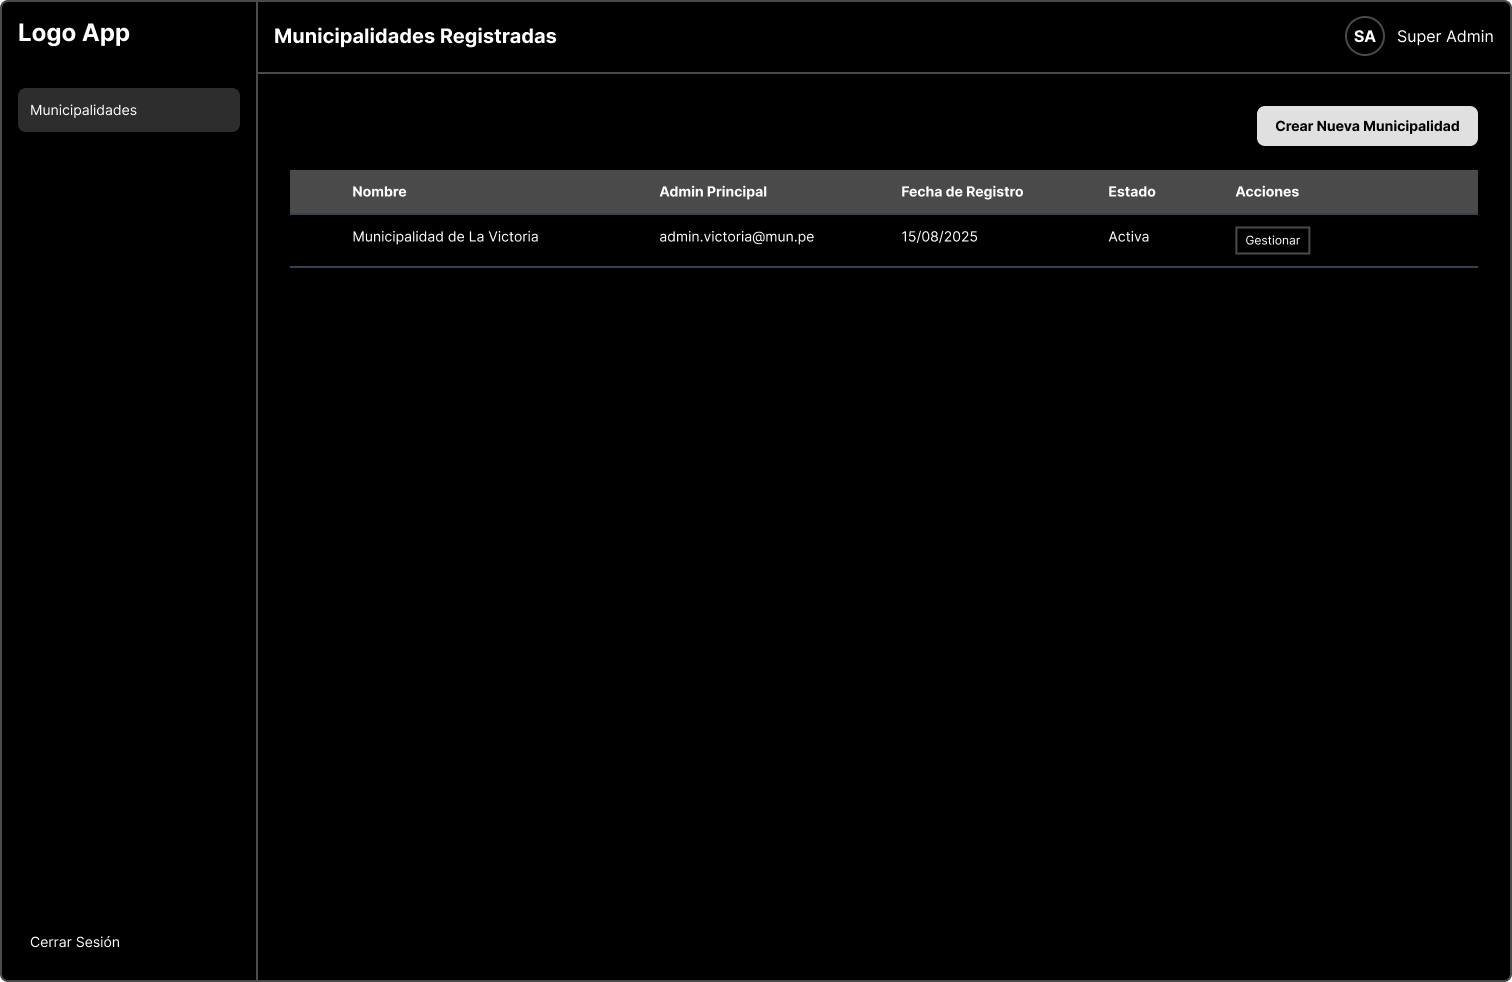 Logo App
Municipalidades Registradas
SA Super Admin
Municipalidades
Crear Nueva Municipalidad
Nombre Admin Principal Fecha de Registro Estado Acciones
Municipalidad de La Victoria admin.victoria@mun.pe 15/08/2025 Activa Gestionar
Cerrar Sesión